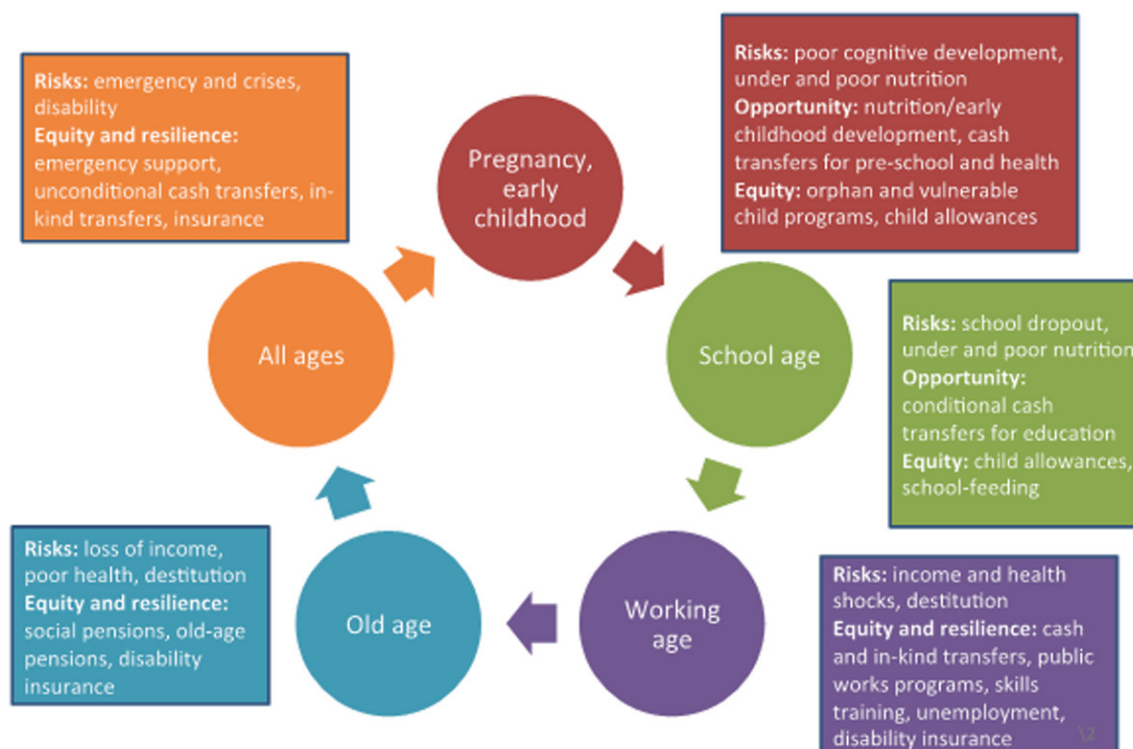 Risks: emergency and crises,
disability
Equity and resilience:
emergency support,
unconditional cash transfers, in-
kind transfers, insurance
Pregnancy,
early
childhood
Risks: poor cognitive development,
under and poor nutrition
Opportunity: nutrition/early
childhood development, cash
transfers for pre-school and health
Equity: orphan and vulnerable
child programs, child allowances
All ages
School age
Risks: school dropout,
under and poor nutrition
Opportunity:
conditional cash
transfers for education
Equity: child allowances,
school-feeding
Risks: loss of income,
poor health, destitution
Equity and resilience:
social pensions, old-age
pensions, disability
insurance
Old age
Working
age
Risks: income and health
shocks, destitution
Equity and resilience: cash
and in-kind transfers, public
works programs, skills
training, unemployment,
disability insurance
\2